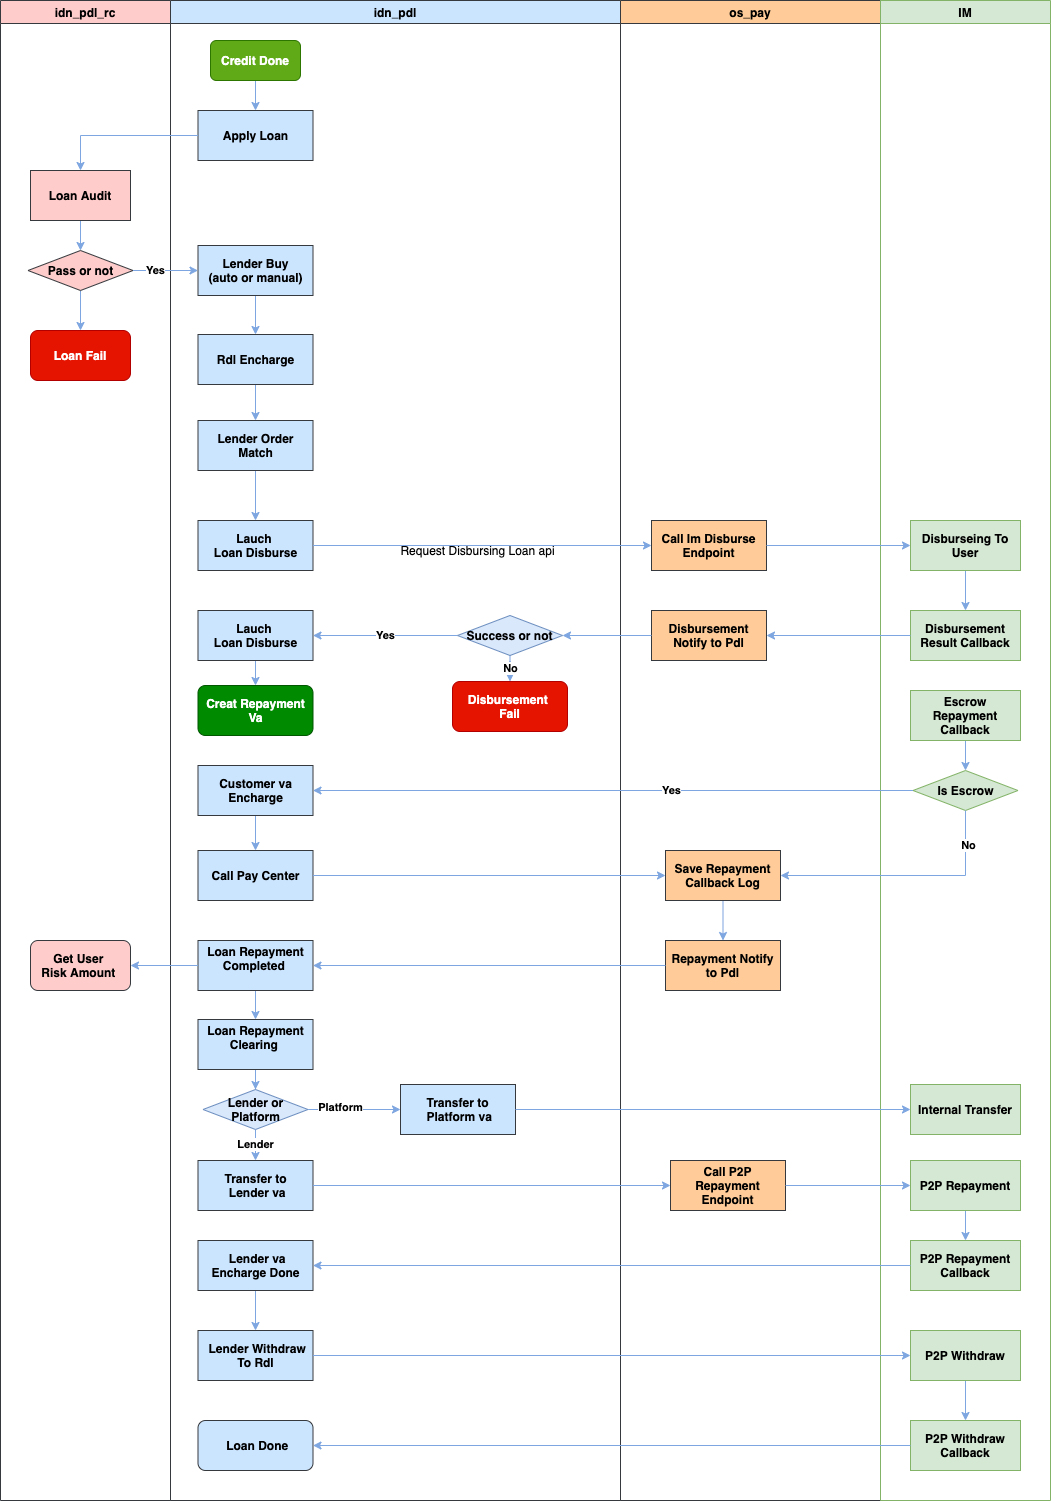 idn_pdl_rc
idn_pdl
os_pay
IM
Credit Done
Apply Loan
Loan Audit
Pass or not
Yes
Lender Buy
(auto or manual)
Loan Fail
Rdl Encharge
Lender Order
Match
Lauch
Loan Disburse
Request Disbursing Loan api
Call Im Disburse
Endpoint
Disburseing To
User
Lauch
Loan Disburse
Yes
Success or not
Disbursement
Notify to Pdl
Disbursement
Result Callback
No
Creat Repayment
Va
Disbursement
Fail
Escrow
Repayment
Callback
Customer va
Encharge
Yes
Is Escrow
No
Call Pay Center
Save Repayment
Callback Log
Get User
Risk Amount
Loan Repayment
Completed
Repayment Notify
to Pdl
Loan Repayment
Clearing
Lender or
Platform
Platform
Transfer to
Platform va
Internal Transfer
Lender
Transfer to
Lender va
Call P2P
Repayment
Endpoint
P2P Repayment
Lender va
Encharge Done
P2P Repayment
Callback
Lender Withdraw
To Rdl
P2P Withdraw
Loan Done
P2P Withdraw
Callback